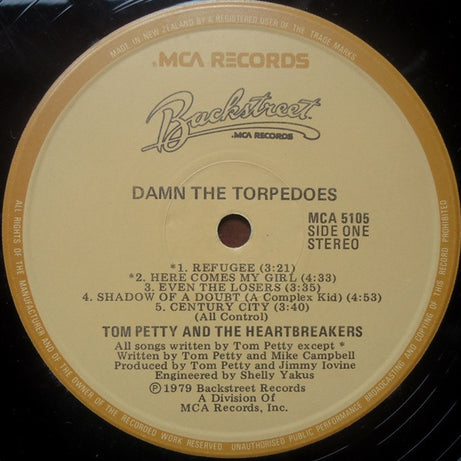 MADE IN NEW ZEALAND BY A REGISTERED USER OF THE TRADE MARKS
.MCA RECORDS
Backstreet
.MCA RECORDS
DAMN THE TORPEDOES
MCA 5105
SIDE ONE
STEREO
*1. REFUGEE (3:21)
*2. HERE COMES MY GIRL (4:33)
3. EVEN THE LOSERS (3:35)
4. SHADOW OF A DOUBT (A Complex Kid) (4:53)
5. CENTURY CITY (3:40)
(All Control)
TOM PETTY AND THE HEARTBREAKERS
All songs written by Tom Petty except *
Written by Tom Petty and Mike Campbell
Produced by Tom Petty and Jimmy Iovine
Engineered by Shelly Yakus
℗ 1979 Backstreet Records
A Division Of
MCA Records, Inc.
ALL RIGHTS OF THE MANUFACTURER AND OF THE OWNER OF THE RECORDED WORK RESERVED UNAUTHORISED PUBLIC PERFORMANCE BROADCASTING AND COPYING OF THIS RECORD PROHIBITED